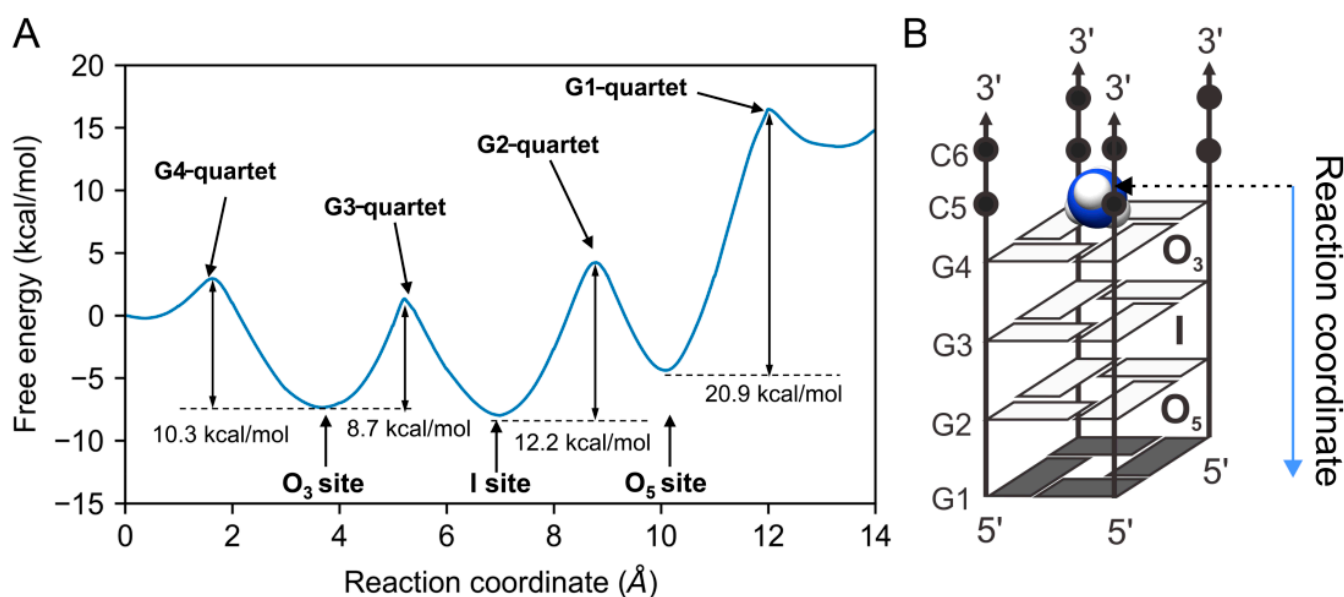 A
Free energy (kcal/mol)
20
15
10
5
0
−5
−10
−15
G4-quartet
G3-quartet
G2-quartet
G1-quartet
10.3 kcal/mol
8.7 kcal/mol
12.2 kcal/mol
20.9 kcal/mol
O₃ site
I site
O₅ site
0 2 4 6 8 10 12 14
Reaction coordinate (Å)
B
3'
3'
3'
3'
C6
C5
G4
G3
G2
G1
O₃
I
O₅
5'
5'
5'
Reaction coordinate